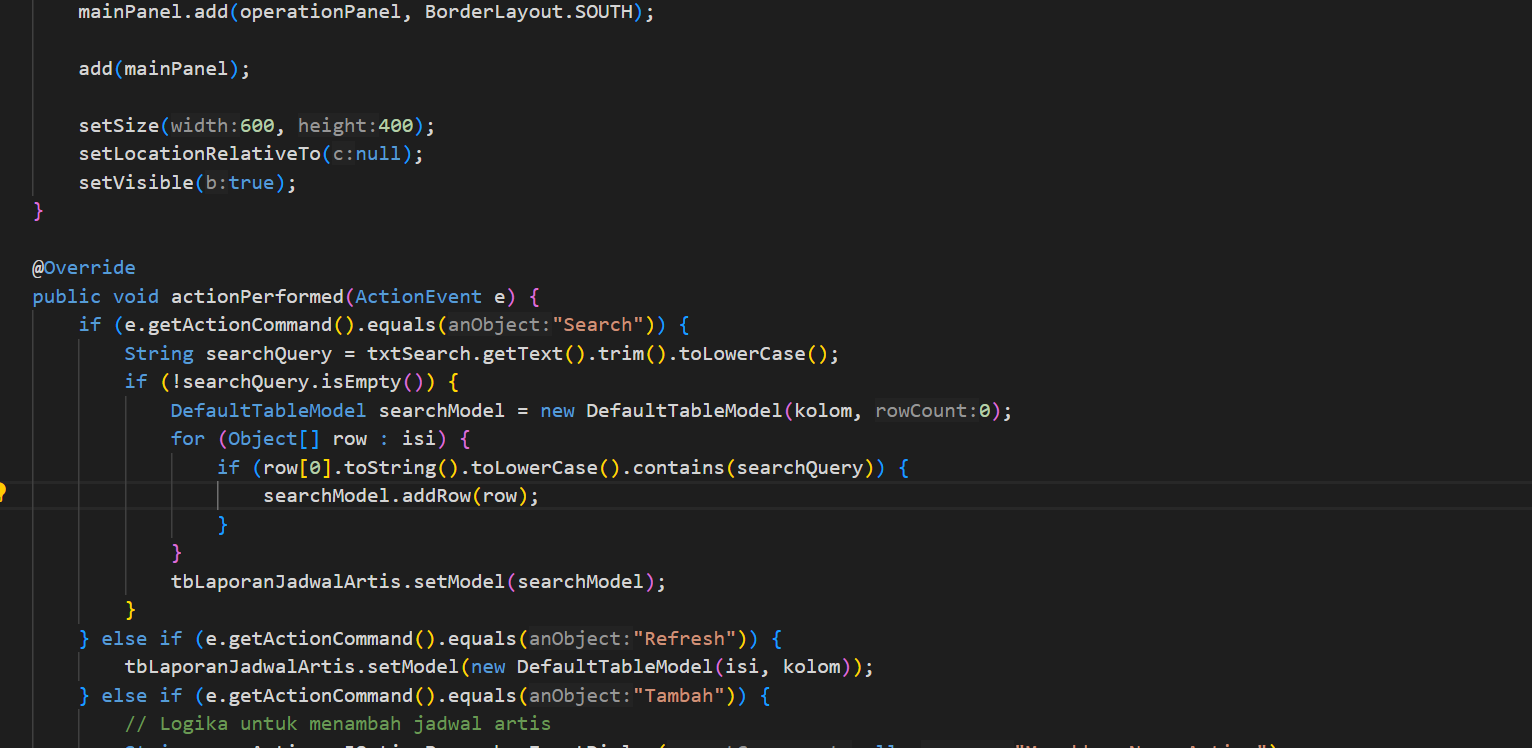 mainPanel.add(operationPanel, BorderLayout.SOUTH);
add(mainPanel);
setSize(width:600, height:400);
setLocationRelativeTo(c:null);
setVisible(b:true);
}
@Override
public void actionPerformed(ActionEvent e) {
if (e.getActionCommand().equals(anObject:"Search")) {
String searchQuery = txtSearch.getText().trim().toLowerCase();
if (!searchQuery.isEmpty()) {
DefaultTableModel searchModel = new DefaultTableModel(kolom, rowCount:0);
for (Object[] row : isi) {
if (row[0].toString().toLowerCase().contains(searchQuery)) {
searchModel.addRow(row);
}
}
tbLaporanJadwalArtis.setModel(searchModel);
}
} else if (e.getActionCommand().equals(anObject:"Refresh")) {
tbLaporanJadwalArtis.setModel(new DefaultTableModel(isi, kolom));
} else if (e.getActionCommand().equals(anObject:"Tambah")) {
// Logika untuk menambah jadwal artis